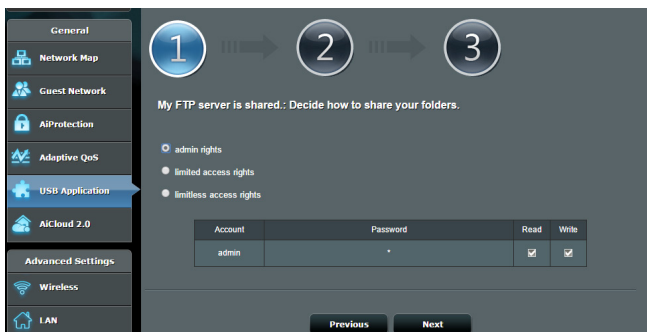 General
Network Map
Guest Network
AiProtection
Adaptive QoS
USB Application
AiCloud 2.0
Advanced Settings
Wireless
LAN
1 2 3
My FTP server is shared.: Decide how to share your folders.
admin rights
limited access rights
limitless access rights
Account Password Read Write
admin *
Previous Next